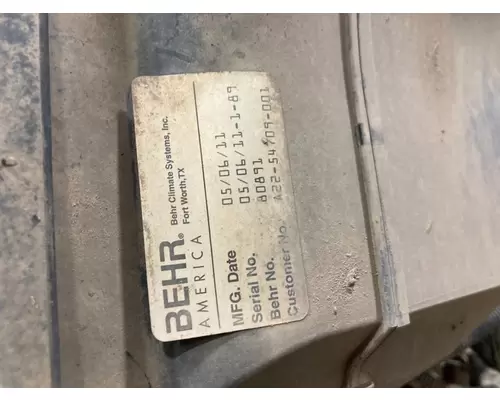 BEHR®
AMERICA
Behr Climate Systems, Inc.
Fort Worth, TX
MFG. Date 05/06/11
Serial No. 05/06/11-1-89
Behr No. 80891
Customer No. A22-54709-001